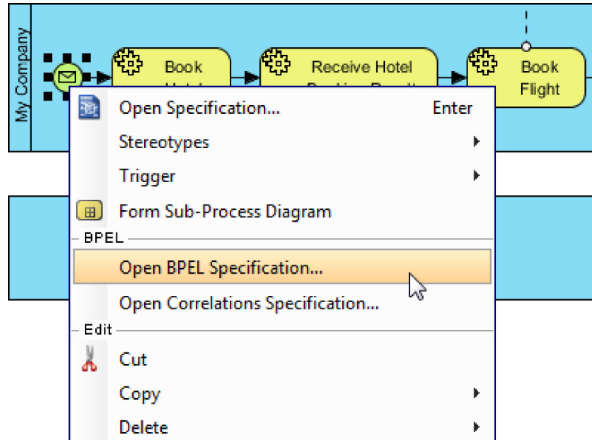 My Company
Book
Receive Hotel
Book
Flight
Open Specification... Enter
Stereotypes
Trigger
Form Sub-Process Diagram
BPEL
Open BPEL Specification...
Open Correlations Specification...
Edit
Cut
Copy
Delete